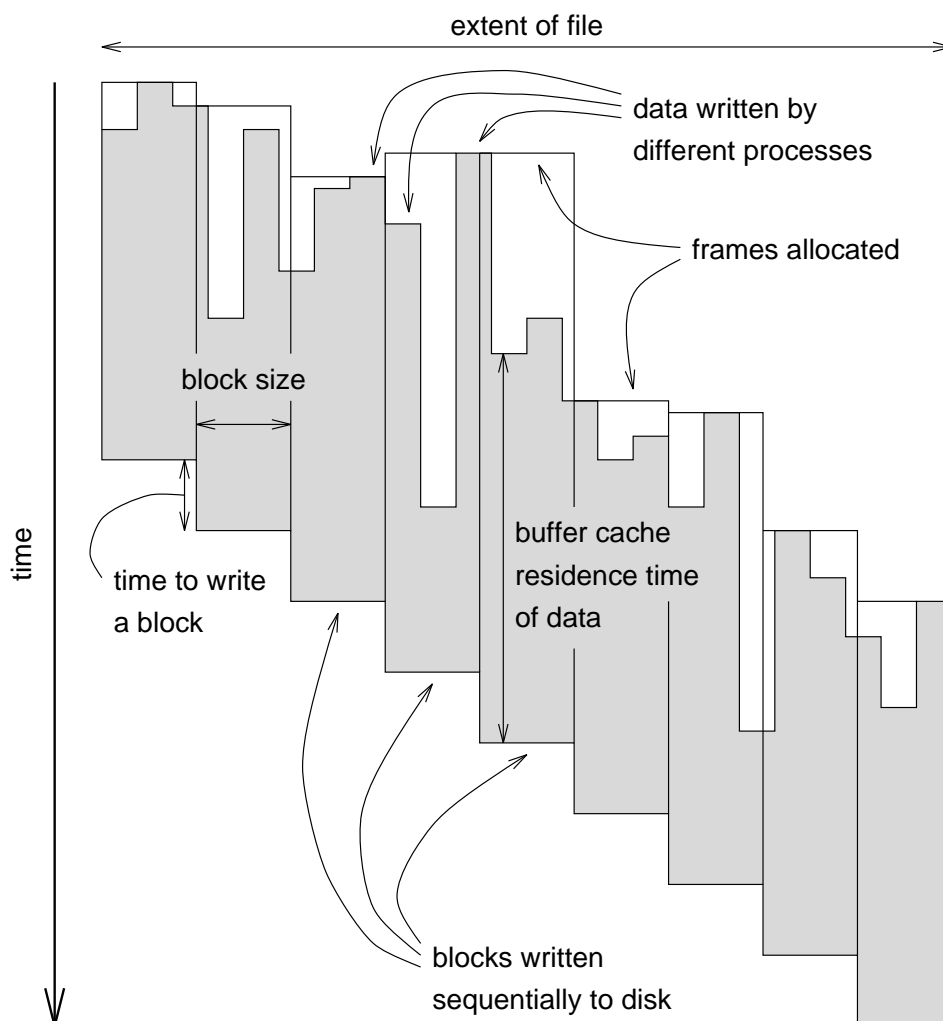 extent of file
data written by
different processes
frames allocated
block size
buffer cache
residence time
of data
time
time to write
a block
blocks written
sequentially to disk